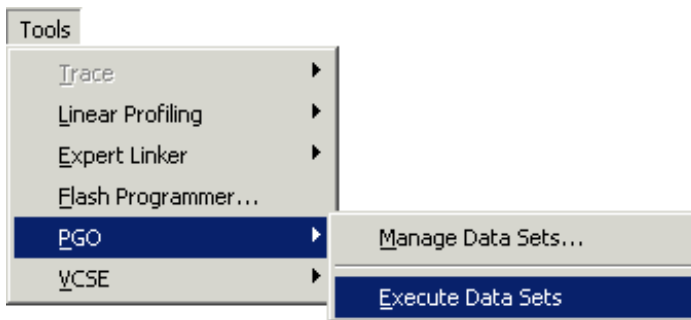 Tools
Trace
Linear Profiling
Expert Linker
Flash Programmer...
PGO
Manage Data Sets...
VCSE
Execute Data Sets